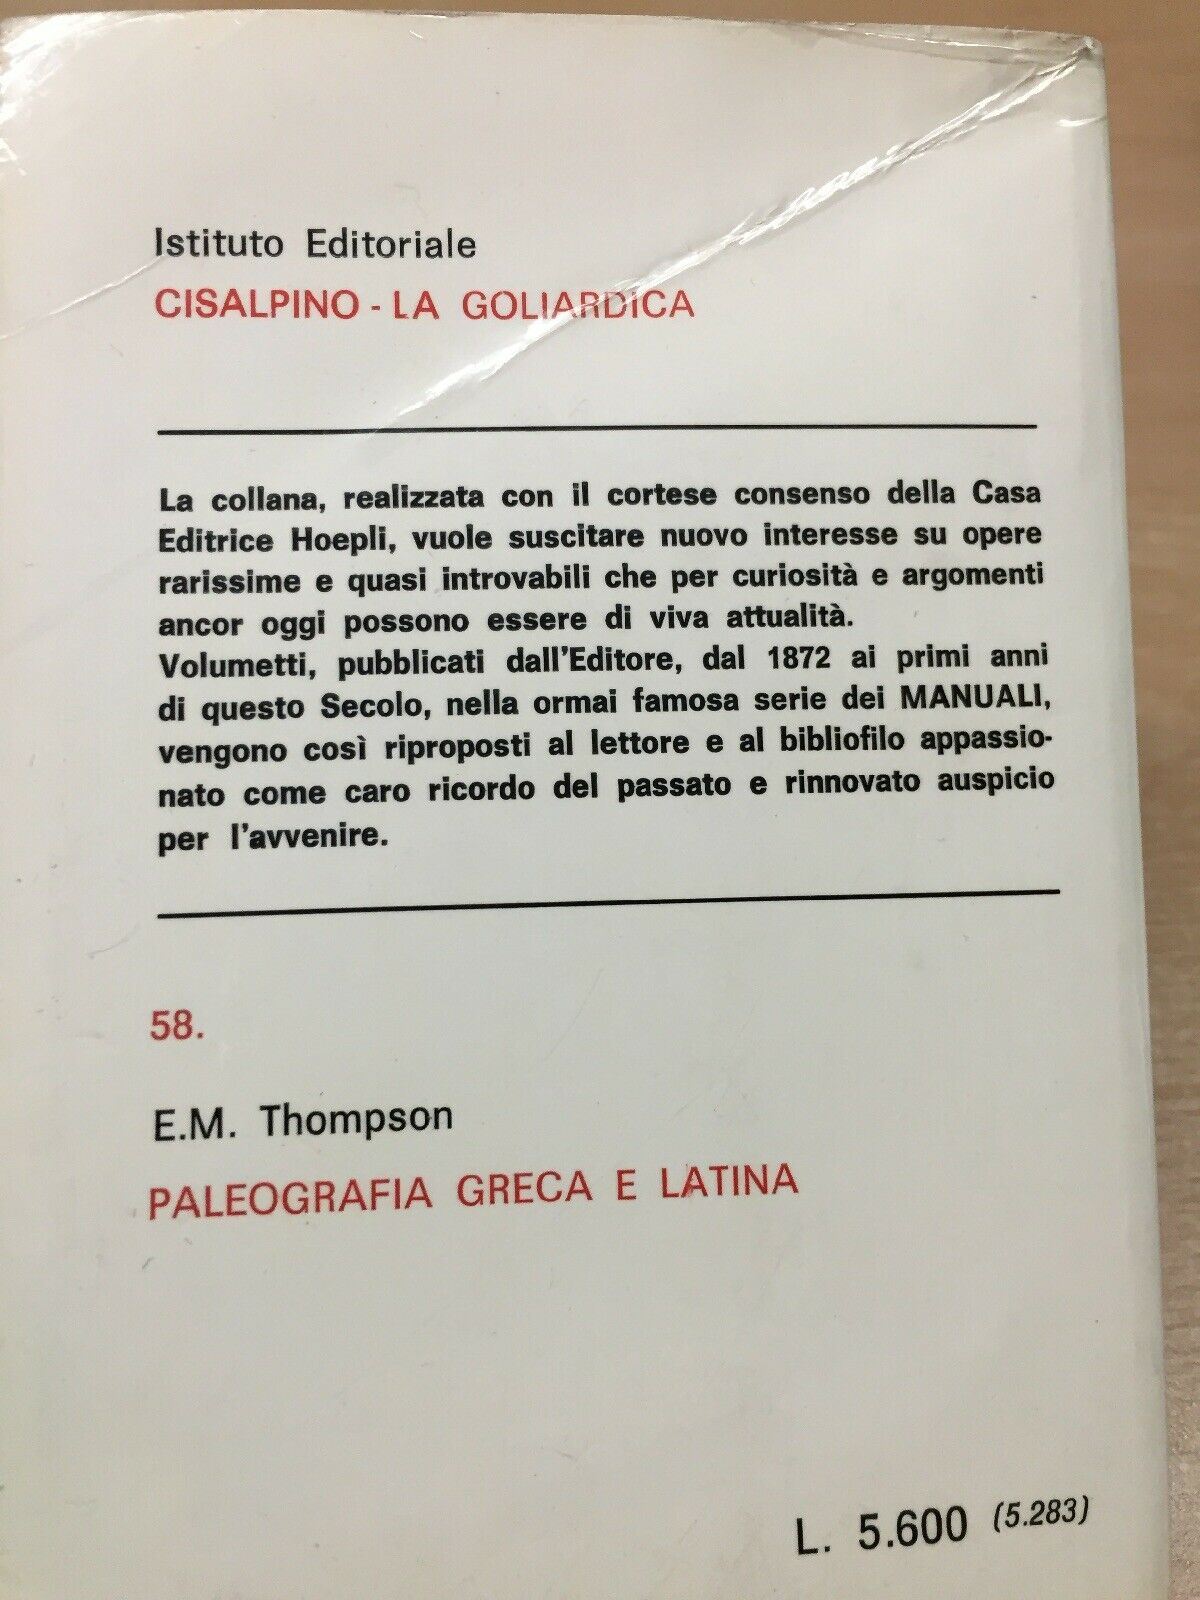 Istituto Editoriale
CISALPINO - LA GOLIARDICA
La collana, realizzata con il cortese consenso della Casa
Editrice Hoepli, vuole suscitare nuovo interesse su opere
rarissime e quasi introvabili che per curiosità e argomenti
ancor oggi possono essere di viva attualità.
Volumetti, pubblicati dall'Editore, dal 1872 ai primi anni
di questo Secolo, nella ormai famosa serie dei MANUALI,
vengono così riproposti al lettore e al bibliofilo appassio-
nato come caro ricordo del passato e rinnovato auspicio
per l'avvenire.
58.
E.M. Thompson
PALEOGRAFIA GRECA E LATINA
L. 5.600 (5.283)